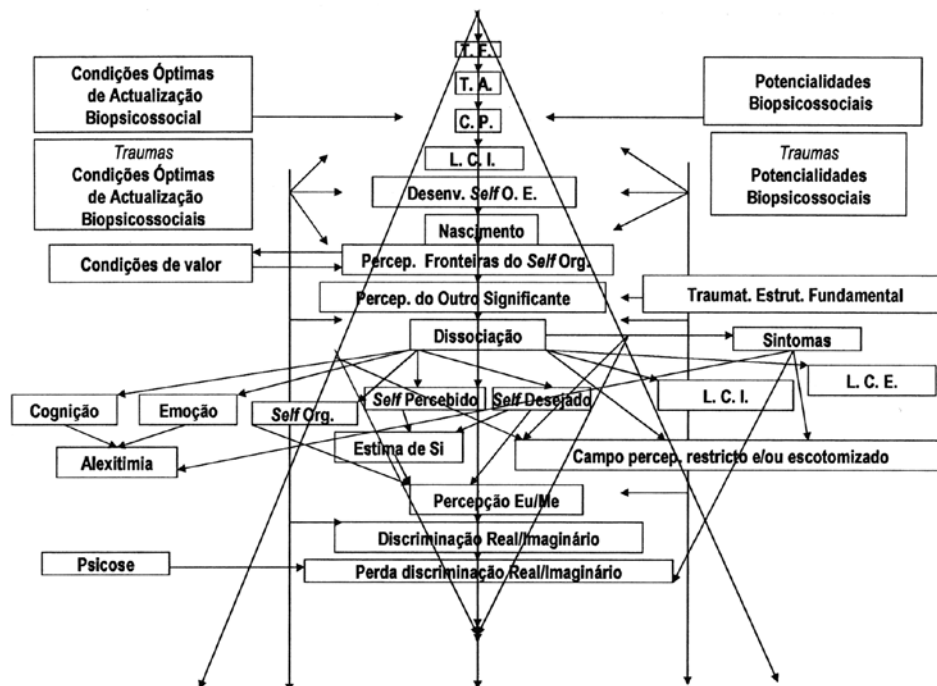 T. F.
Condições Óptimas
de Actualização
Biopsicossocial
T. A.
Potencialidades
Biopsicossociais
C. P.
Traumas
Condições Óptimas
de Actualização
Biopsicossociais
L. C. I.
Traumas
Potencialidades
Biopsicossociais
Desenv. Self O. E.
Nascimento
Condições de valor
Percep. Fronteiras do Self Org.
Percep. do Outro Significante
Traumat. Estrut. Fundamental
Dissociação
Sintomas
L. C. E.
Cognição
Emoção
Self Org.
Self Percebido
Self Desejado
L. C. I.
Alexitimia
Estima de Si
Campo percep. restricto e/ou escotomizado
Percepção Eu/Me
Discriminação Real/Imaginário
Psicose
Perda discriminação Real/Imaginário